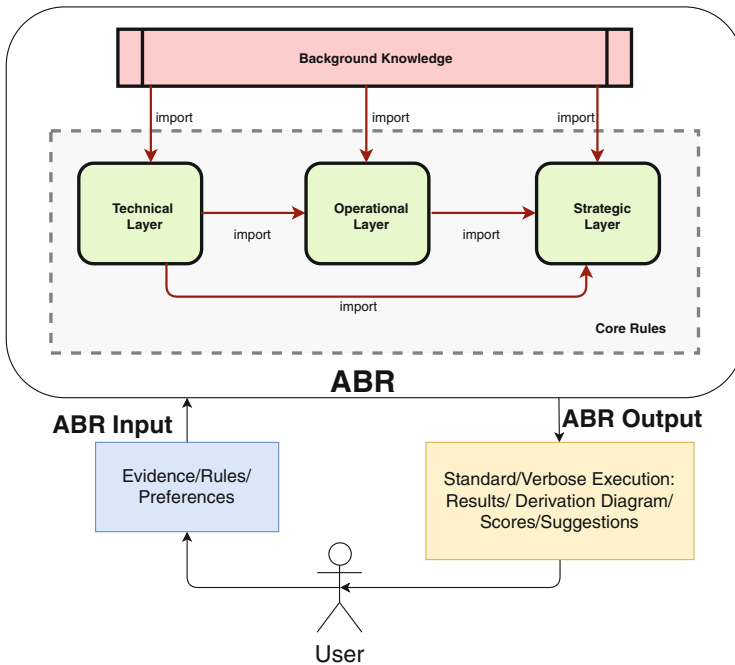 Background Knowledge
import
import
import
Technical
Layer
Operational
Layer
Strategic
Layer
import
import
import
Core Rules
ABR
ABR Input
ABR Output
Evidence/Rules/
Preferences
Standard/Verbose Execution:
Results/ Derivation Diagram/
Scores/Suggestions
User